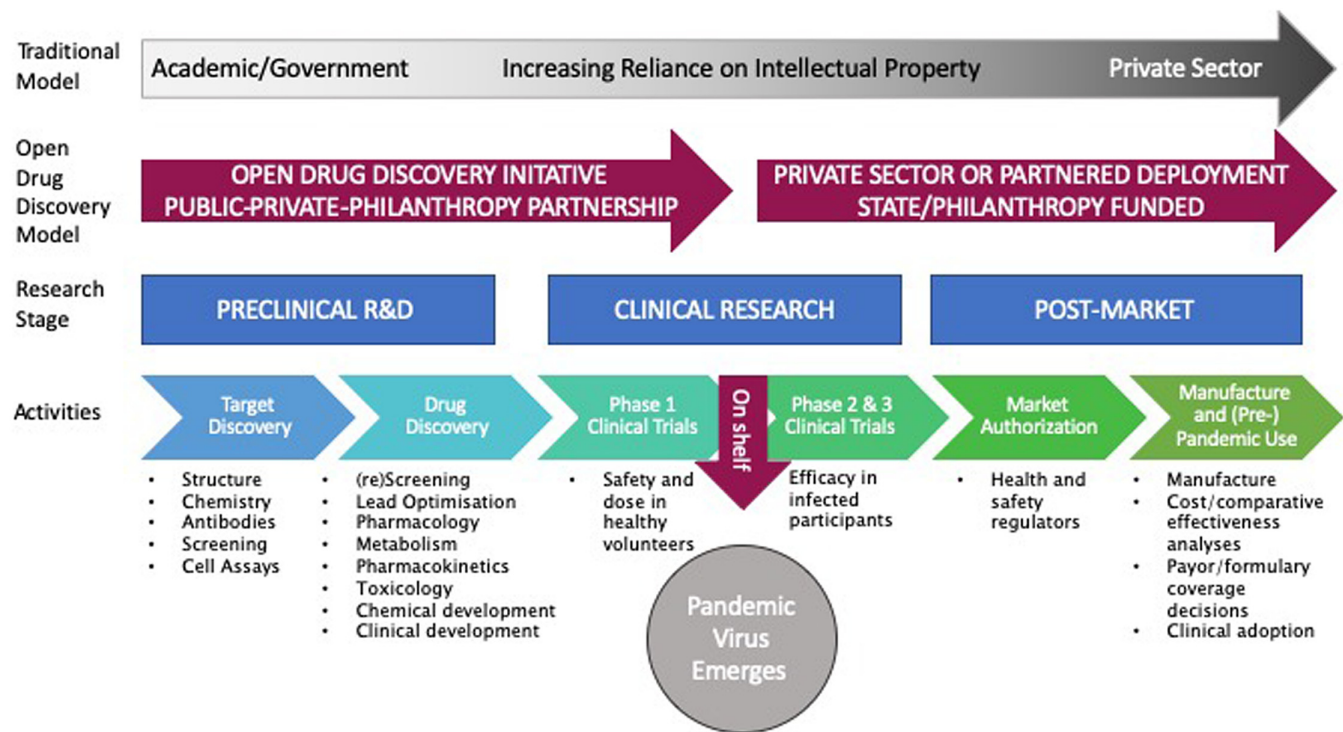 Traditional
Model
Academic/Government
Increasing Reliance on Intellectual Property
Private Sector
Open
Drug
Discovery
Model
OPEN DRUG DISCOVERY INITATIVE
PUBLIC-PRIVATE-PHILANTHROPY PARTNERSHIP
PRIVATE SECTOR OR PARTNERED DEPLOYMENT
STATE/PHILANTHROPY FUNDED
Research
Stage
PRECLINICAL R&D
CLINICAL RESEARCH
POST-MARKET
Activities
Target
Discovery
Drug
Discovery
Phase 1
Clinical Trials
On shelf
Phase 2 & 3
Clinical Trials
Market
Authorization
Manufacture
and (Pre-)
Pandemic Use
• Structure
• Chemistry
• Antibodies
• Screening
• Cell Assays
• (re)Screening
• Lead Optimisation
• Pharmacology
• Metabolism
• Pharmacokinetics
• Toxicology
• Chemical development
• Clinical development
• Safety and
dose in
healthy
volunteers
Efficacy in
infected
participants
• Health and
safety
regulators
• Manufacture
• Cost/comparative
effectiveness
analyses
• Payor/formulary
coverage
decisions
• Clinical adoption
Pandemic
Virus
Emerges